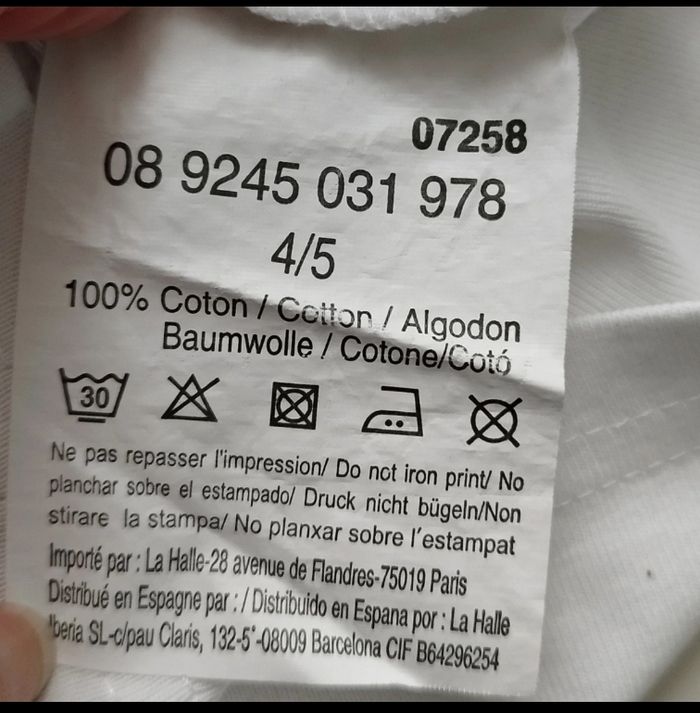 07258
08 9245 031 978
4/5
100% Coton / Cotton / Algodon
Baumwolle / Cotone/Cotó
30
Ne pas repasser l'impression/ Do not iron print/ No
planchar sobre el estampado/ Druck nicht bügeln/Non
stirare la stampa/ No planxar sobre l'estampat
Importé par : La Halle-28 avenue de Flandres-75019 Paris
Distribué en Espagne par : / Distribuido en Espana por : La Halle
Iberia SL-c/pau Claris, 132-5°-08009 Barcelona CIF B64296254